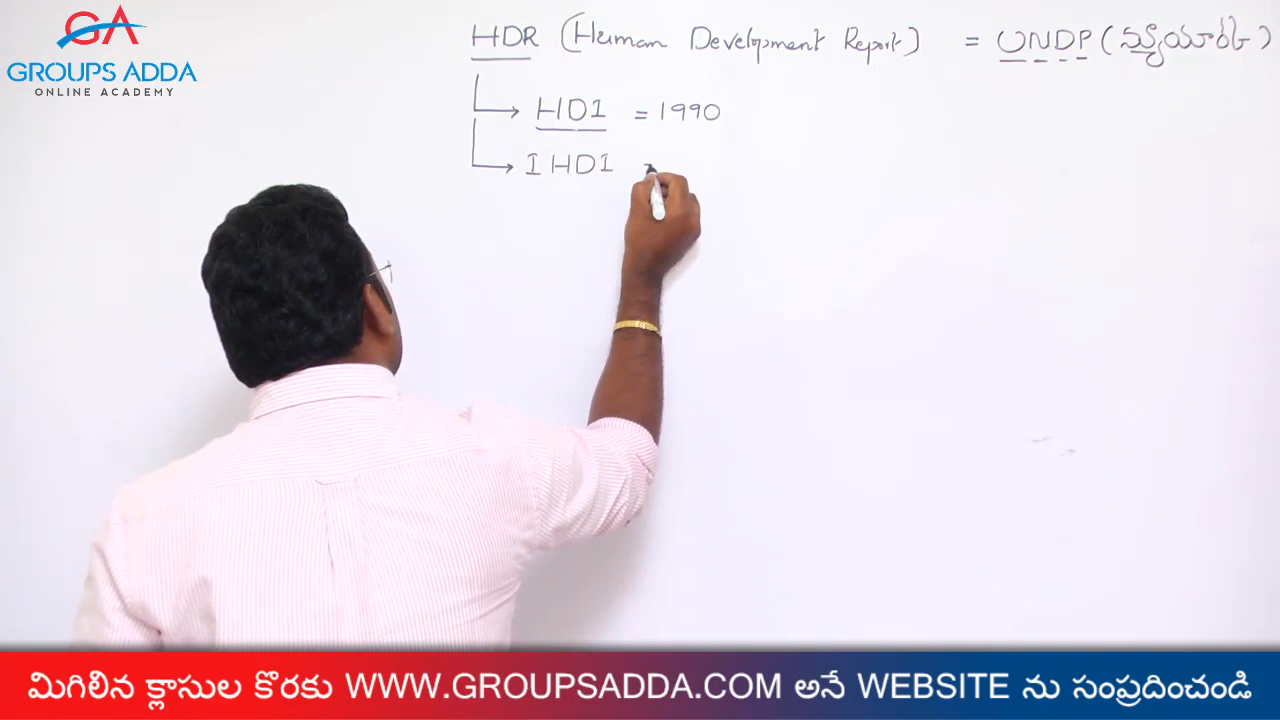 GA
GROUPS ADDA
ONLINE ACADEMY
HDR (Human Development Report) = UNDP (న్యూయార్క్)
HDI = 1990
IHDI
మిగిలిన క్లాసుల కొరకు WWW.GROUPSADDA.COM అనే WEBSITE ను సంప్రదించండి